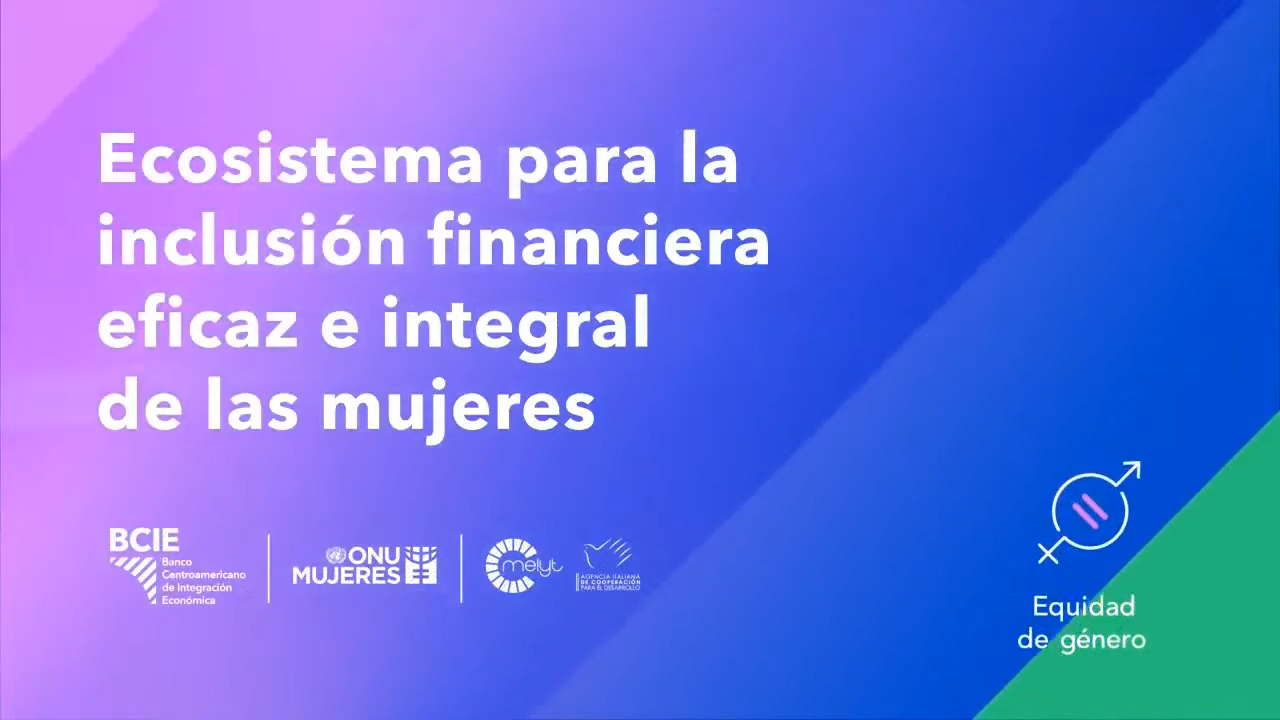 Ecosistema para la
inclusión financiera
eficaz e integral
de las mujeres
BCIE
Banco
Centroamericano
de Integración
Económica
ONU
MUJERES
melyt
AGENCIA ITALIANA
DE COOPERACIÓN
PARA EL DESARROLLO
Equidad
de género